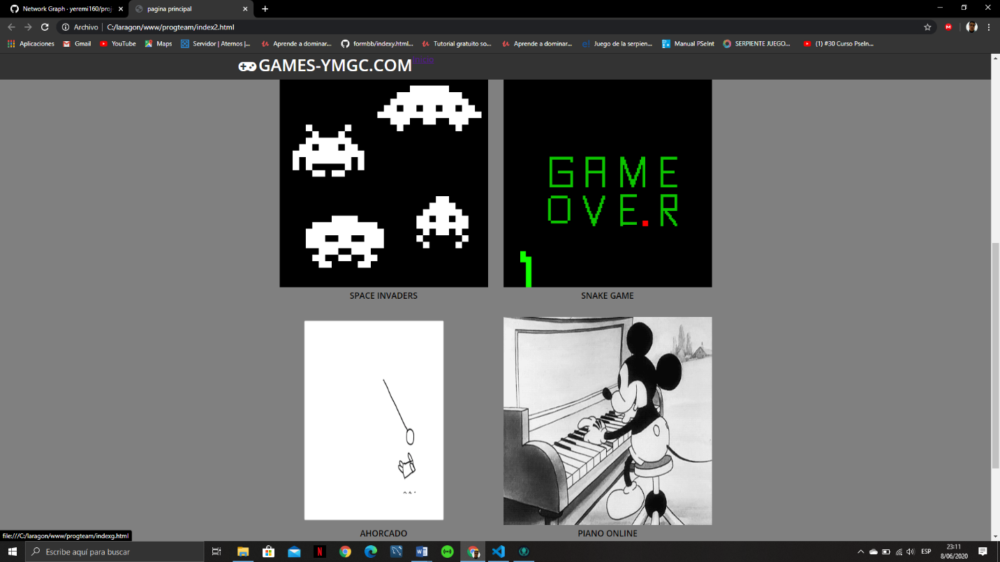 Network Graph · yeremi160/proj
pagina principal
Archivo
C:/laragon/www/progteam/index2.html
Aplicaciones
Gmail
YouTube
Maps
Servidor | Aternos |...
Aprende a dominar...
formbb/indexy.html...
Tutorial gratuito so...
Aprende a dominar...
Juego de la serpien...
Manual PSeInt
SERPIENTE JUEGO...
(1) #30 Curso PseIn...
GAMES-YMGC.COM
GAME
OVER
SPACE INVADERS
SNAKE GAME
AHORCADO
PIANO ONLINE
file:///C:/laragon/www/progteam/indexg.html
Escribe aquí para buscar
ESP
23:11
8/06/2020